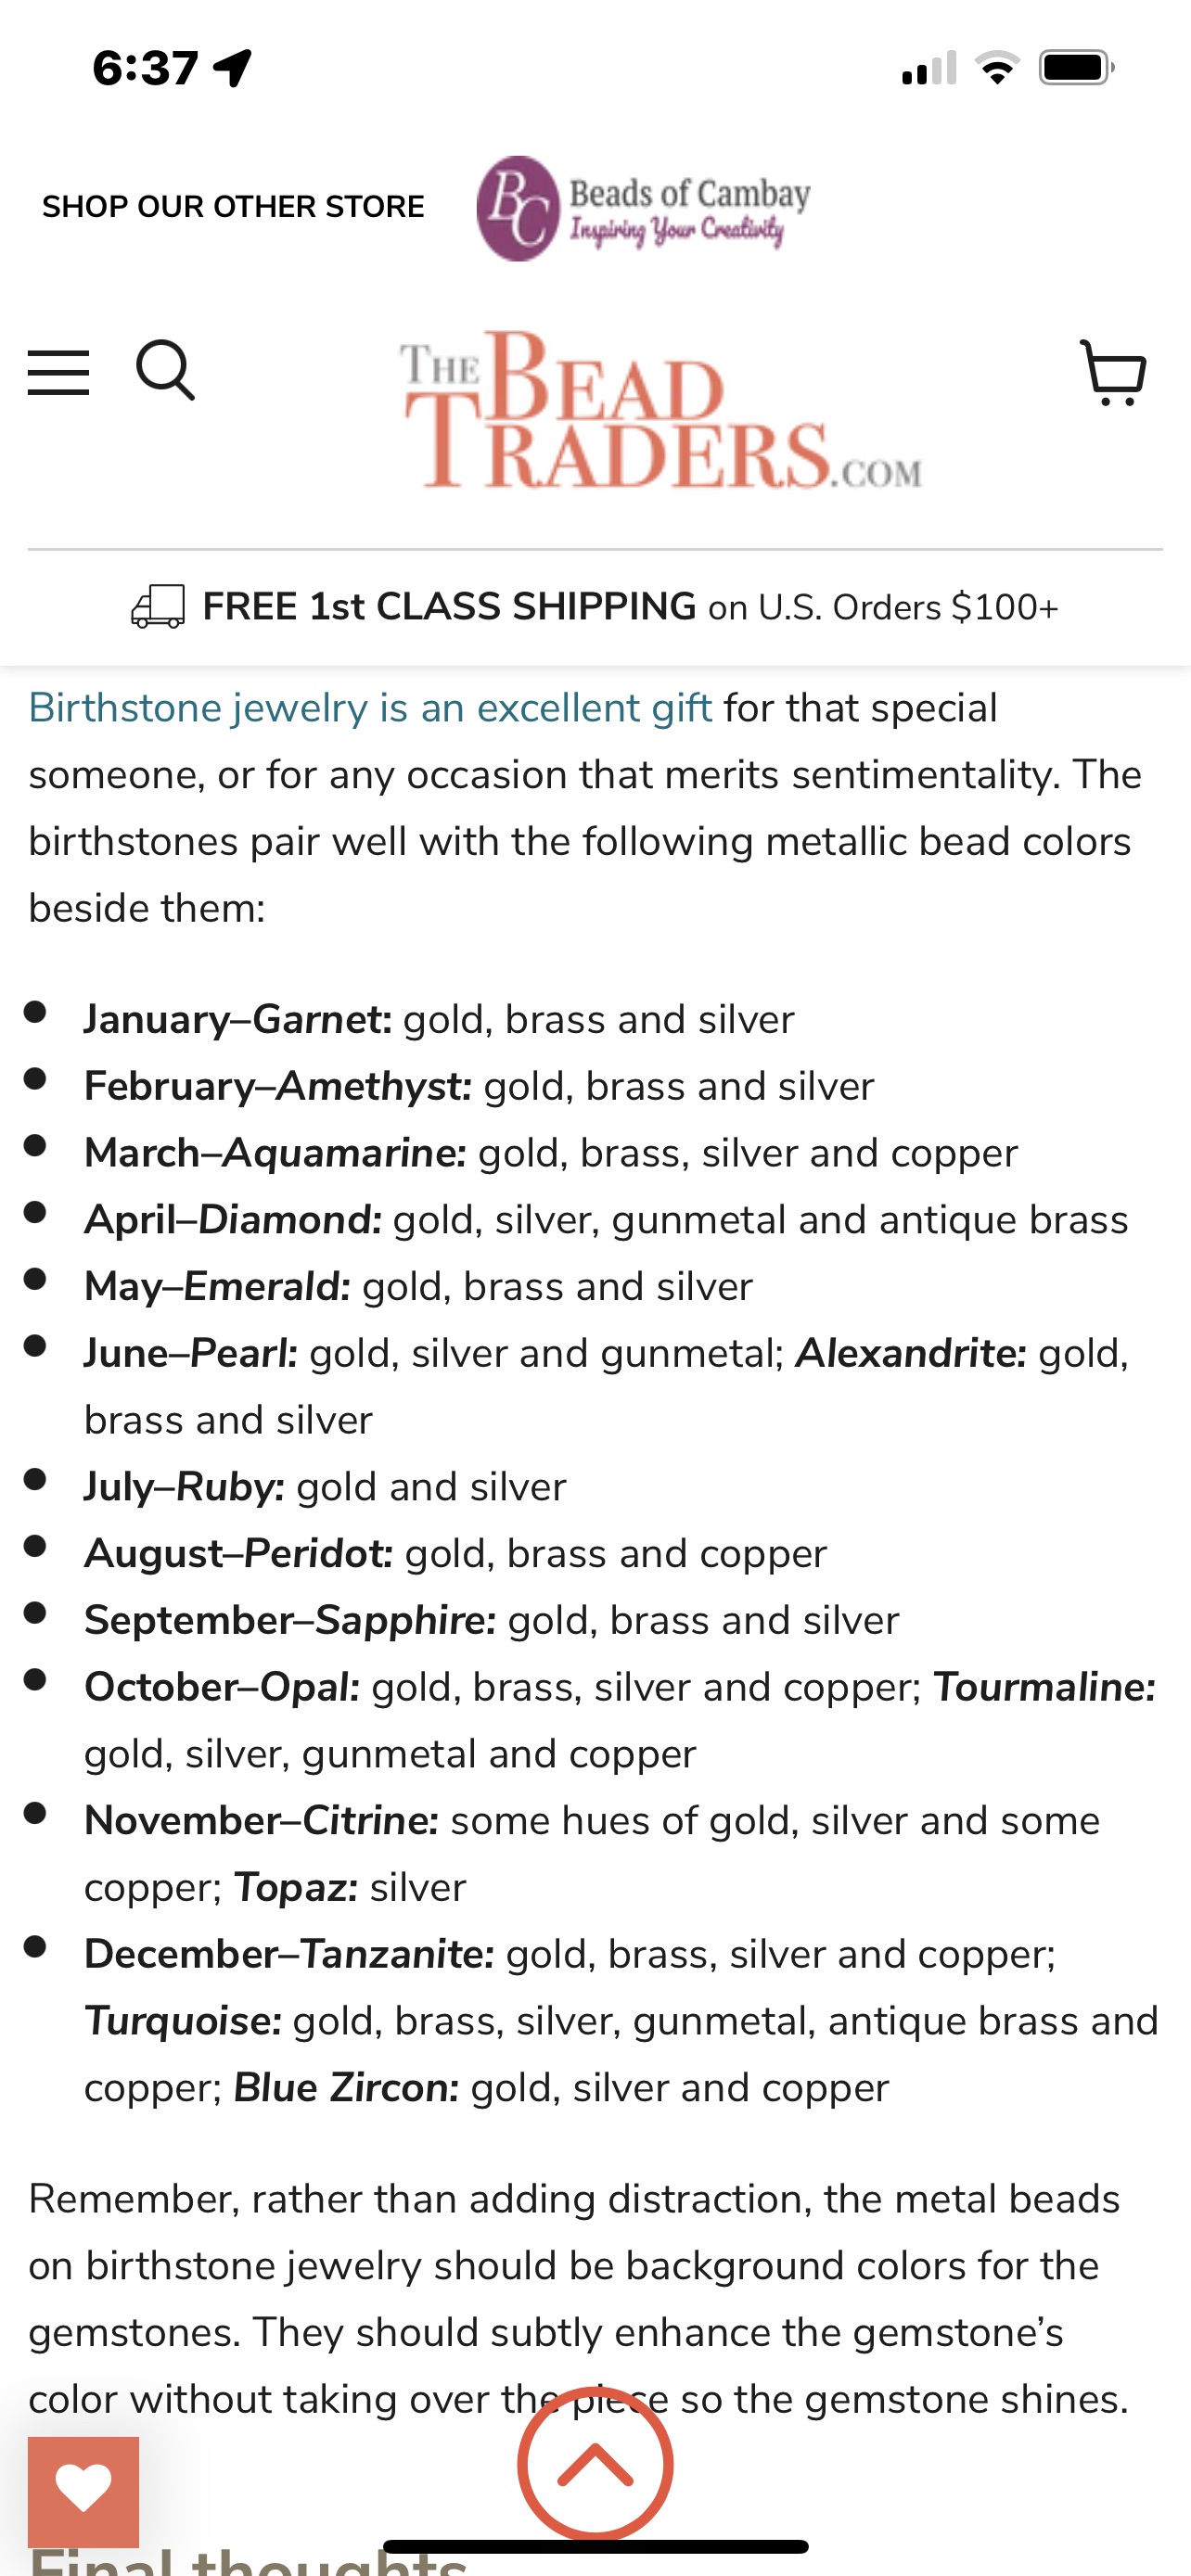 6:37
SHOP OUR OTHER STORE
BC Beads of Cambay
Inspiring Your Creativity
THE BEAD
TRADERS.COM
FREE 1st CLASS SHIPPING on U.S. Orders $100+
Birthstone jewelry is an excellent gift for that special
someone, or for any occasion that merits sentimentality. The
birthstones pair well with the following metallic bead colors
beside them:
• January–Garnet: gold, brass and silver
• February–Amethyst: gold, brass and silver
• March–Aquamarine: gold, brass, silver and copper
• April–Diamond: gold, silver, gunmetal and antique brass
• May–Emerald: gold, brass and silver
• June–Pearl: gold, silver and gunmetal; Alexandrite: gold,
brass and silver
• July–Ruby: gold and silver
• August–Peridot: gold, brass and copper
• September–Sapphire: gold, brass and silver
• October–Opal: gold, brass, silver and copper; Tourmaline:
gold, silver, gunmetal and copper
• November–Citrine: some hues of gold, silver and some
copper; Topaz: silver
• December–Tanzanite: gold, brass, silver and copper;
Turquoise: gold, brass, silver, gunmetal, antique brass and
copper; Blue Zircon: gold, silver and copper
Remember, rather than adding distraction, the metal beads
on birthstone jewelry should be background colors for the
gemstones. They should subtly enhance the gemstone’s
color without taking over the piece so the gemstone shines.
Final thoughts